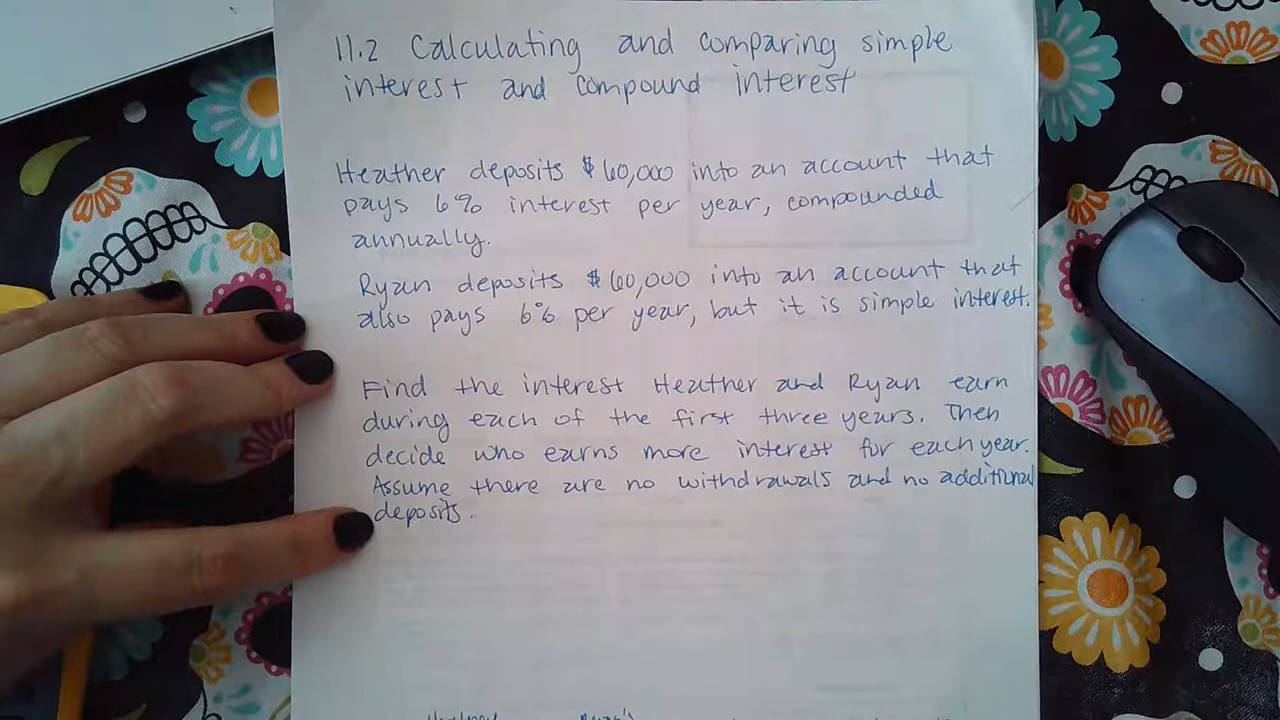 11.2 Calculating and comparing simple
interest and compound interest
Heather deposits $60,000 into an account that
pays 6% interest per year, compounded
annually.
Ryan deposits $60,000 into an account that
also pays 6% per year, but it is simple interest.
Find the interest Heather and Ryan earn
during each of the first three years. Then
decide who earns more interest for each year.
Assume there are no withdrawals and no additional
deposits.